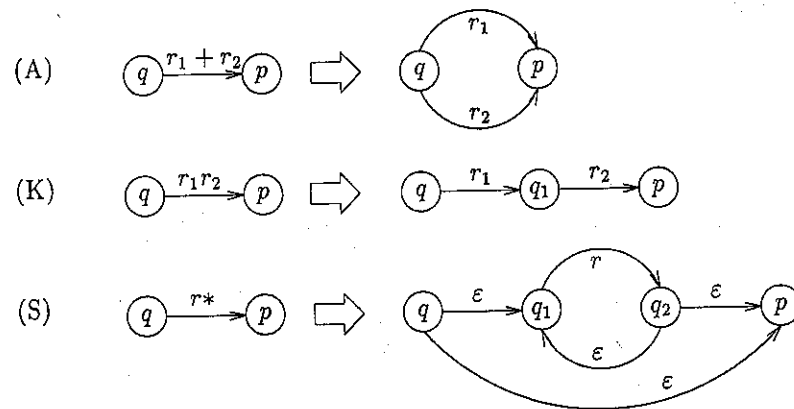 (A) q r₁ + r₂ p q r₁ r₂ p
(K) q r₁r₂ p q r₁ q₁ r₂ p
(S) q r* p q ε q₁ r ε q₂ ε p ε